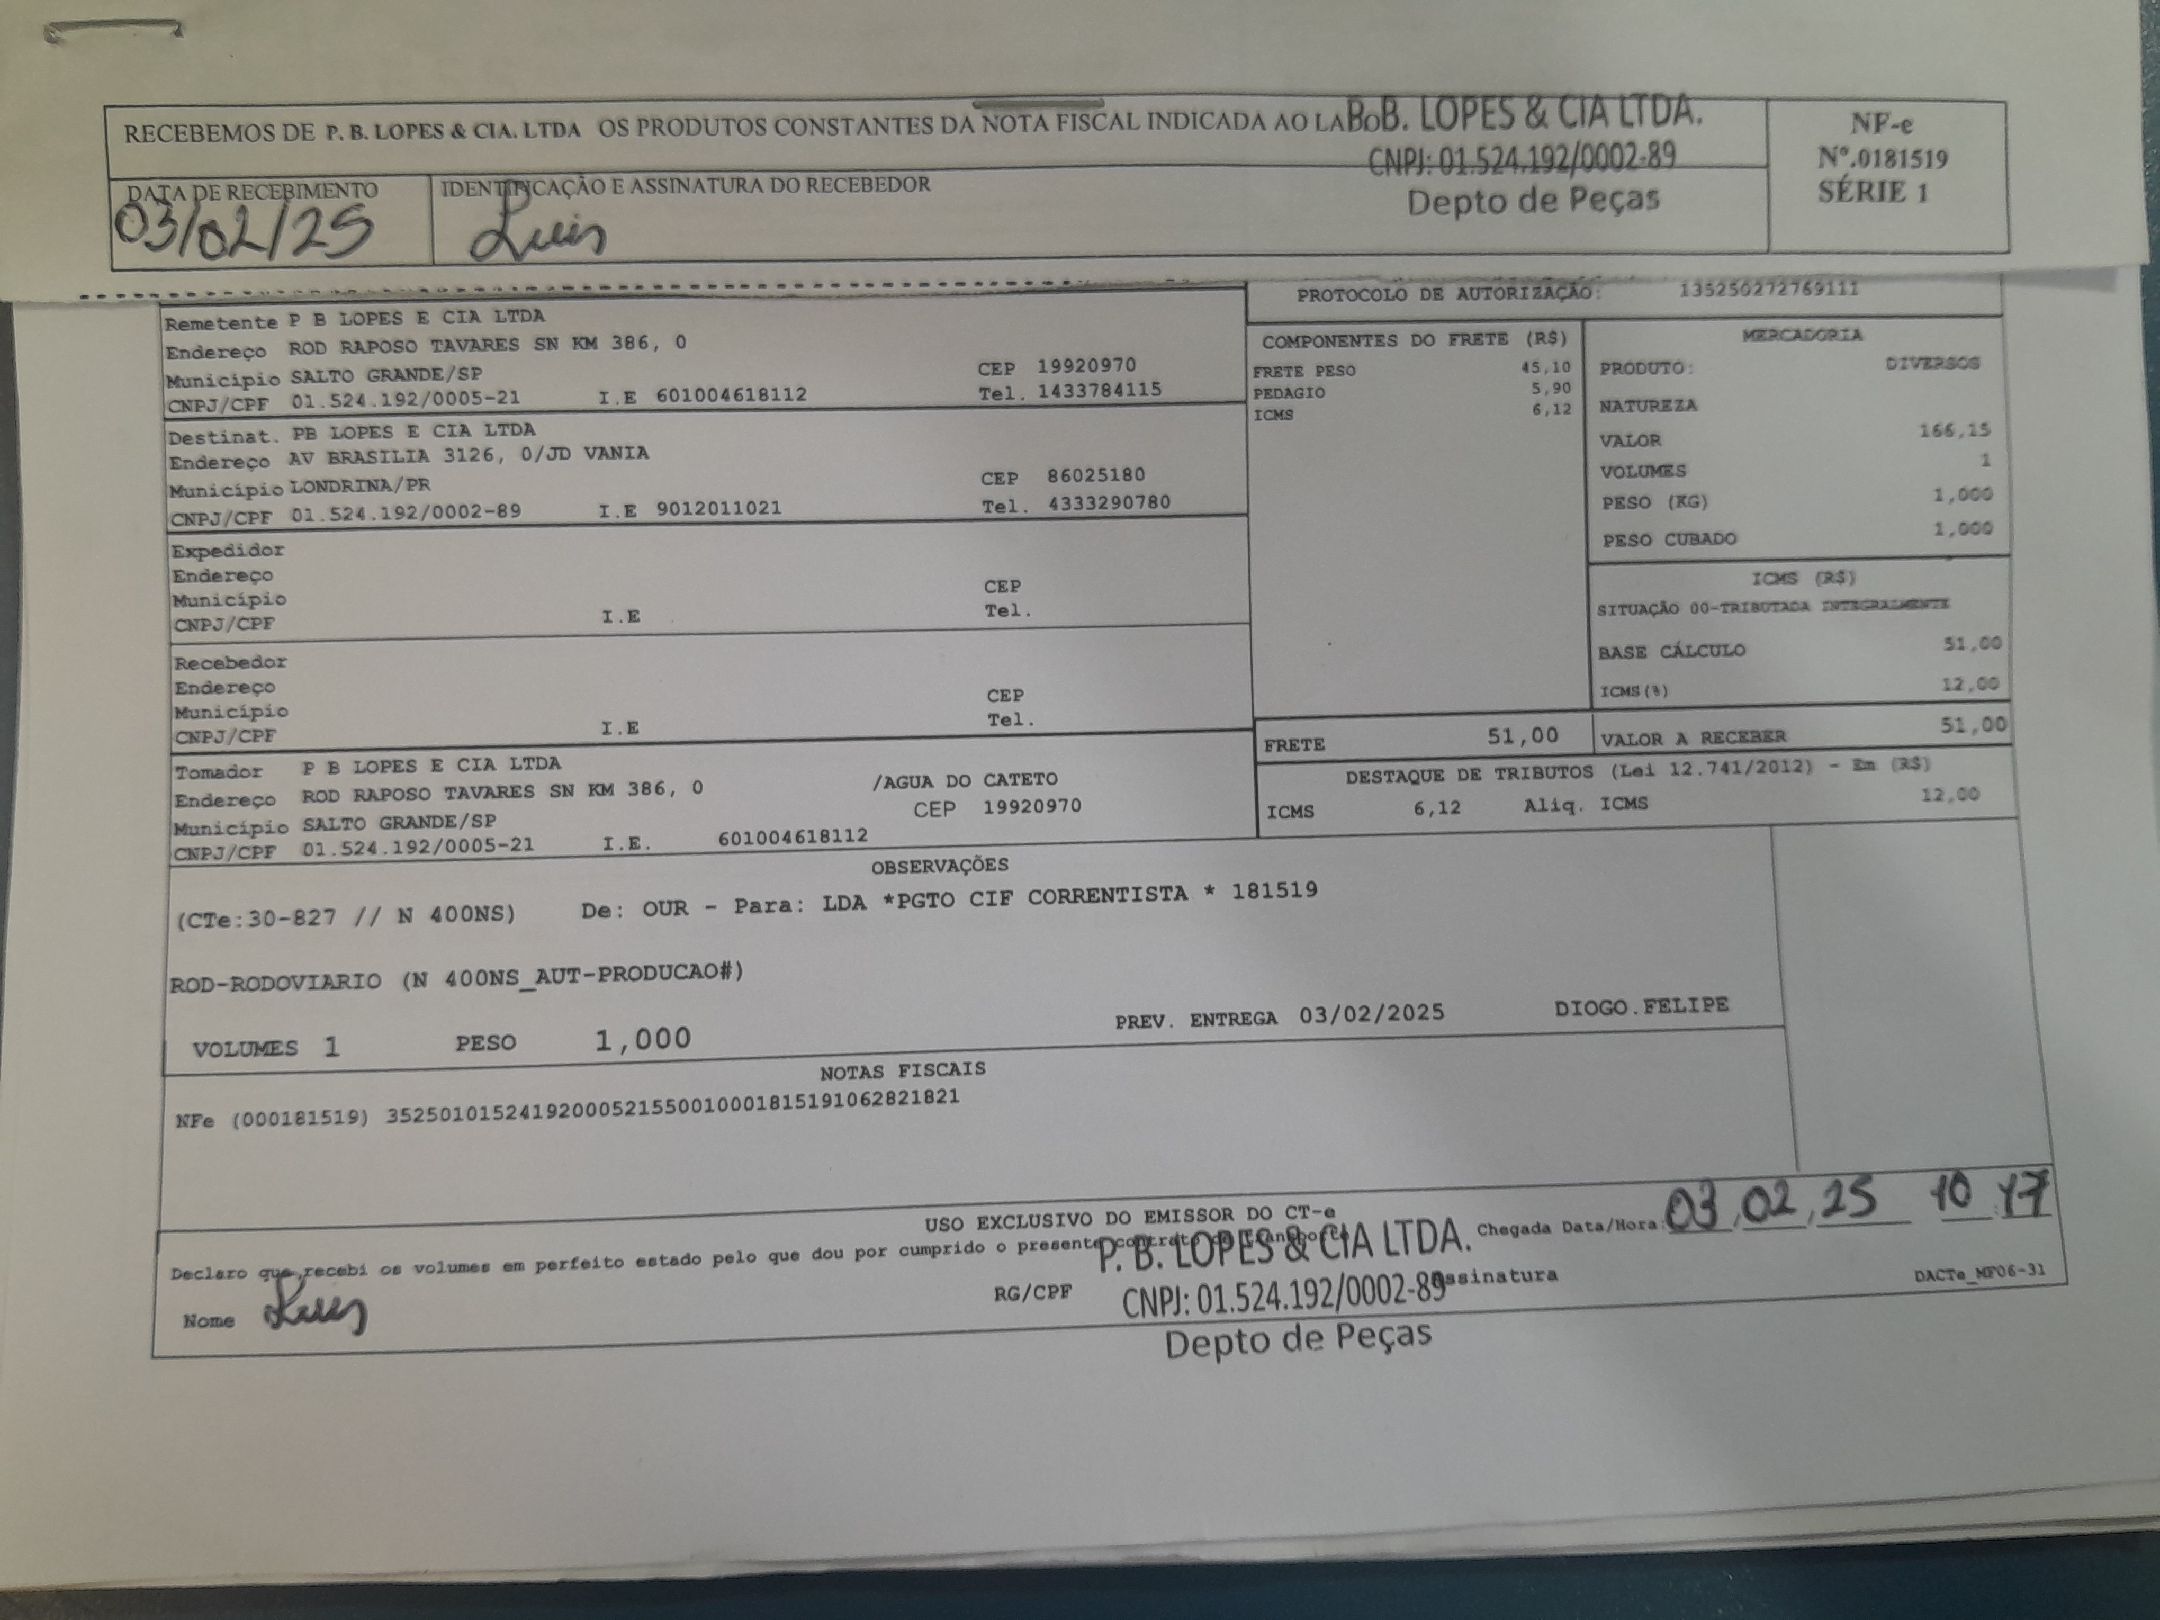 RECEBEMOS DE P. B. LOPES & CIA. LTDA OS PRODUTOS CONSTANTES DA NOTA FISCAL INDICADA AO LADO
P. B. LOPES & CIA LTDA.
CNPJ: 01.524.192/0002-89
Depto de Peças
NF-e
Nº.0181519
SÉRIE 1
DATA DE RECEBIMENTO
03/02/25
IDENTIFICAÇÃO E ASSINATURA DO RECEBEDOR
Luis
PROTOCOLO DE AUTORIZAÇÃO: 135250272769111
Remetente P B LOPES E CIA LTDA
Endereço ROD RAPOSO TAVARES SN KM 386, 0
Município SALTO GRANDE/SP CEP 19920970
CNPJ/CPF 01.524.192/0005-21 I.E 601004618112 Tel. 1433784115
Destinat. PB LOPES E CIA LTDA
Endereço AV BRASILIA 3126, 0/JD VANIA
Município LONDRINA/PR CEP 86025180
CNPJ/CPF 01.524.192/0002-89 I.E 9012011021 Tel. 4333290780
Expedidor
Endereço
Município CEP
CNPJ/CPF I.E Tel.
Recebedor
Endereço
Município CEP
CNPJ/CPF I.E Tel.
Tomador P B LOPES E CIA LTDA
Endereço ROD RAPOSO TAVARES SN KM 386, 0 /AGUA DO CATETO
Município SALTO GRANDE/SP CEP 19920970
CNPJ/CPF 01.524.192/0005-21 I.E. 601004618112
COMPONENTES DO FRETE (R$)
FRETE PESO 45,10
PEDAGIO 5,90
ICMS 6,12
MERCADORIA
PRODUTO: DIVERSOS
NATUREZA
VALOR 166,15
VOLUMES 1
PESO (KG) 1,000
PESO CUBADO 1,000
ICMS (R$)
SITUAÇÃO 00-TRIBUTADA INTEGRALMENTE
BASE CÁLCULO 51,00
ICMS(%) 12,00
FRETE 51,00 VALOR A RECEBER 51,00
DESTAQUE DE TRIBUTOS (Lei 12.741/2012) - Em (R$)
ICMS 6,12 Aliq. ICMS 12,00
OBSERVAÇÕES
(CTe:30-827 // N 400NS) De: OUR - Para: LDA *PGTO CIF CORRENTISTA * 181519
ROD-RODOVIARIO (N 400NS_AUT-PRODUCAO#)
VOLUMES 1 PESO 1,000 PREV. ENTREGA 03/02/2025 DIOGO.FELIPE
NOTAS FISCAIS
NFe (000181519) 35250101524192000521550010001815191062821821
USO EXCLUSIVO DO EMISSOR DO CT-e
Declaro que recebi os volumes em perfeito estado pelo que dou por cumprido o presente contrato de transporte
Chegada Data/Hora: 03,02,25 10:17
P. B. LOPES & CIA LTDA.
CNPJ: 01.524.192/0002-89
Depto de Peças
Nome Luis RG/CPF Assinatura
DACTe_MF06-31